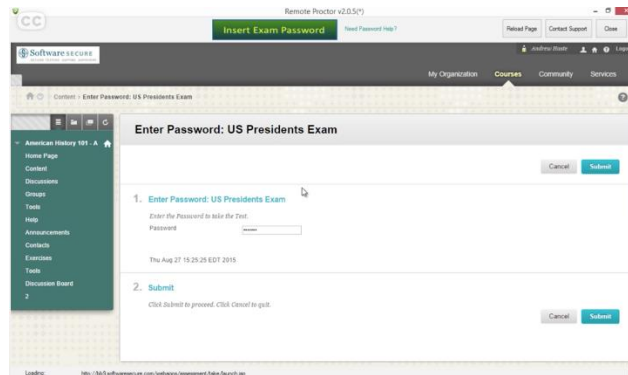 Remote Proctor v2.0.5(*)
CC
Insert Exam Password
Need Password Help?
Reload Page
Contact Support
Close
Software SECURE
Andrew
My Organization
Courses
Community
Services
Content > Enter Password: US Presidents Exam
American History 101 - A
Home Page
Content
Discussions
Groups
Tools
Help
Announcements
Contacts
Exercises
Tools
Discussion Board
2
Enter Password: US Presidents Exam
Cancel
Submit
1. Enter Password: US Presidents Exam
Enter the Password to take the Test.
Password
Thu Aug 27 15:25:25 EDT 2015
2. Submit
Click Submit to proceed. Click Cancel to quit.
Cancel
Submit
Loading: